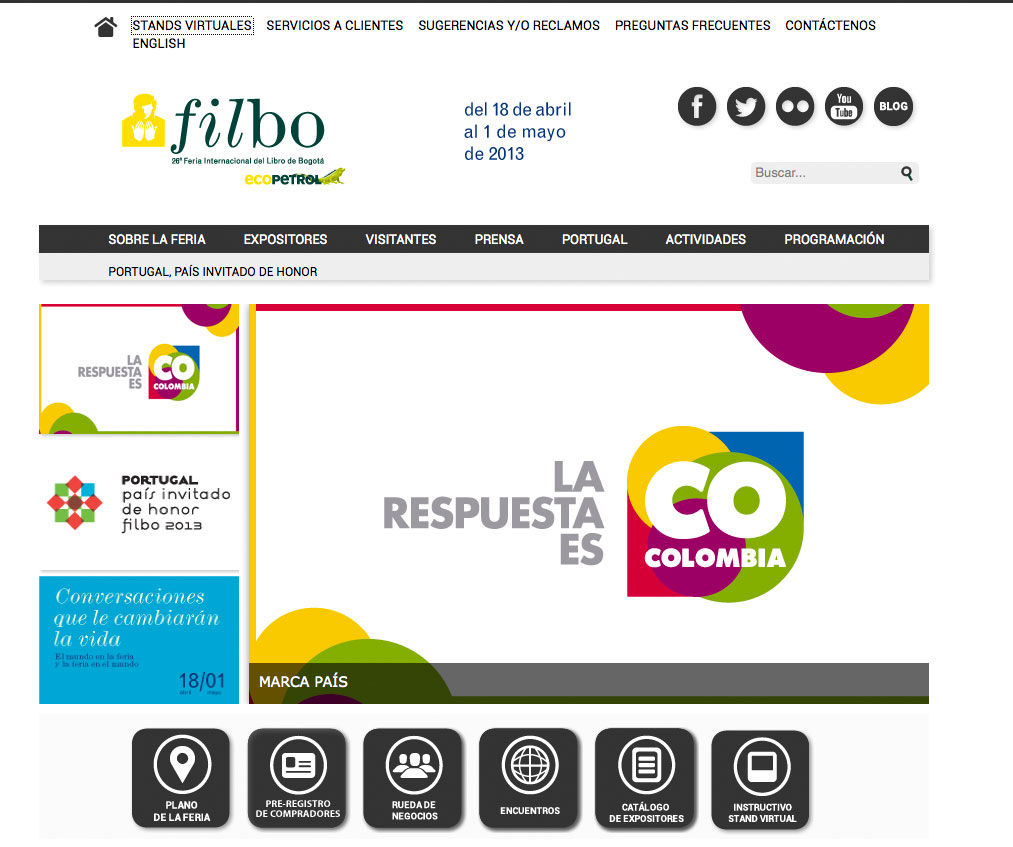 STANDS VIRTUALES SERVICIOS A CLIENTES SUGERENCIAS Y/O RECLAMOS PREGUNTAS FRECUENTES CONTÁCTENOS
ENGLISH
filbo
26ª Feria Internacional del Libro de Bogotá
ecoPETROL
del 18 de abril
al 1 de mayo
de 2013
You
Tube
BLOG
Buscar...
SOBRE LA FERIA EXPOSITORES VISITANTES PRENSA PORTUGAL ACTIVIDADES PROGRAMACIÓN
PORTUGAL, PAÍS INVITADO DE HONOR
LA
RESPUESTA
ES
CO
COLOMBIA
PORTUGAL
país invitado
de honor
filbo 2013
Conversaciones
que le cambiarán
la vida
El mundo en la feria
y la feria en el mundo
18/01
abril mayo
LA
RESPUESTA
ES
CO
COLOMBIA
MARCA PAÍS
PLANO
DE LA FERIA
PRE-REGISTRO
DE COMPRADORES
RUEDA DE
NEGOCIOS
ENCUENTROS
CATÁLOGO
DE EXPOSITORES
INSTRUCTIVO
STAND VIRTUAL